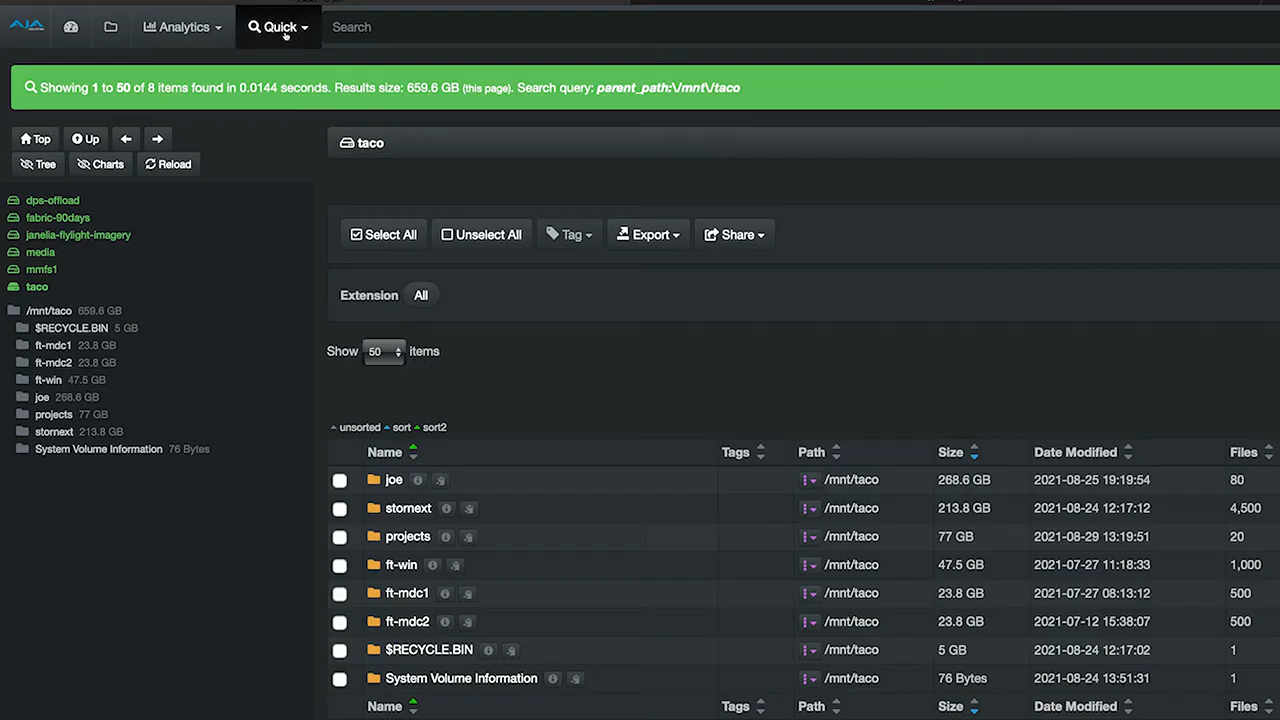 AJA Analytics Quick Search
Showing 1 to 50 of 8 items found in 0.0144 seconds. Results size: 659.6 GB (this page). Search query: parent_path:\/mnt\/taco
Top Up
Tree Charts Reload
dps-offload
fabric-90days
janelia-flylight-imagery
media
mmfs1
taco
/mnt/taco 659.6 GB
$RECYCLE.BIN 5 GB
ft-mdc1 23.8 GB
ft-mdc2 23.8 GB
ft-win 47.5 GB
joe 268.6 GB
projects 77 GB
stornext 213.8 GB
System Volume Information 76 Bytes
taco
Select All Unselect All Tag Export Share
Extension All
Show 50 items
unsorted sort sort2
Name Tags Path Size Date Modified Files
joe /mnt/taco 268.6 GB 2021-08-25 19:19:54 80
stornext /mnt/taco 213.8 GB 2021-08-24 12:17:12 4,500
projects /mnt/taco 77 GB 2021-08-29 13:19:51 20
ft-win /mnt/taco 47.5 GB 2021-07-27 11:18:33 1,000
ft-mdc1 /mnt/taco 23.8 GB 2021-07-27 08:13:12 500
ft-mdc2 /mnt/taco 23.8 GB 2021-07-12 15:38:07 500
$RECYCLE.BIN /mnt/taco 5 GB 2021-08-24 12:17:02 1
System Volume Information /mnt/taco 76 Bytes 2021-08-24 13:51:31 1
Name Tags Path Size Date Modified Files